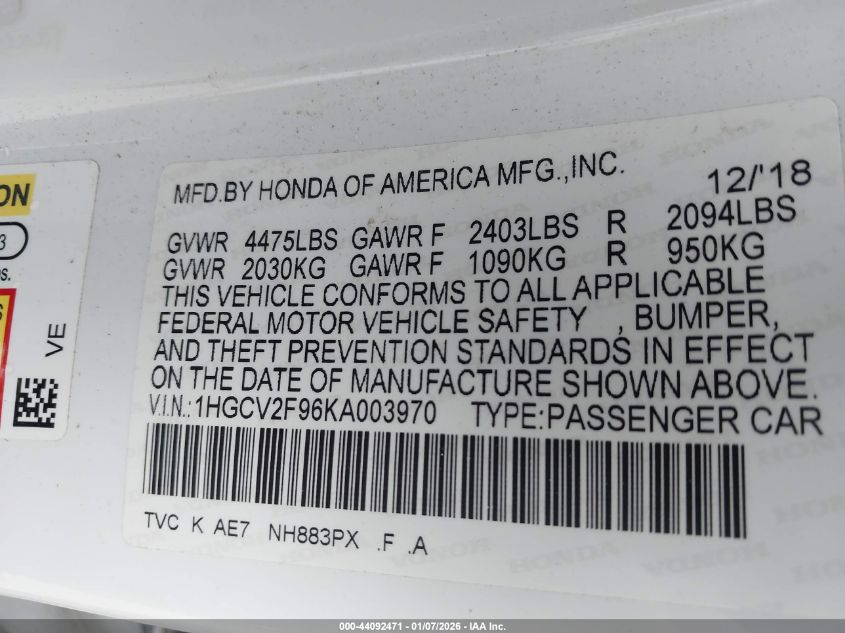 ON
3
S.
S
VE
MFD.BY HONDA OF AMERICA MFG.,INC. 12/'18
GVWR 4475LBS GAWR F 2403LBS R 2094LBS
GVWR 2030KG GAWR F 1090KG R 950KG
THIS VEHICLE CONFORMS TO ALL APPLICABLE
FEDERAL MOTOR VEHICLE SAFETY , BUMPER,
AND THEFT PREVENTION STANDARDS IN EFFECT
ON THE DATE OF MANUFACTURE SHOWN ABOVE.
V.I.N.:1HGCV2F96KA003970 TYPE:PASSENGER CAR
TVC K AE7 NH883PX .F .A
000-44092471 | 01/07/2026 | IAA Inc.